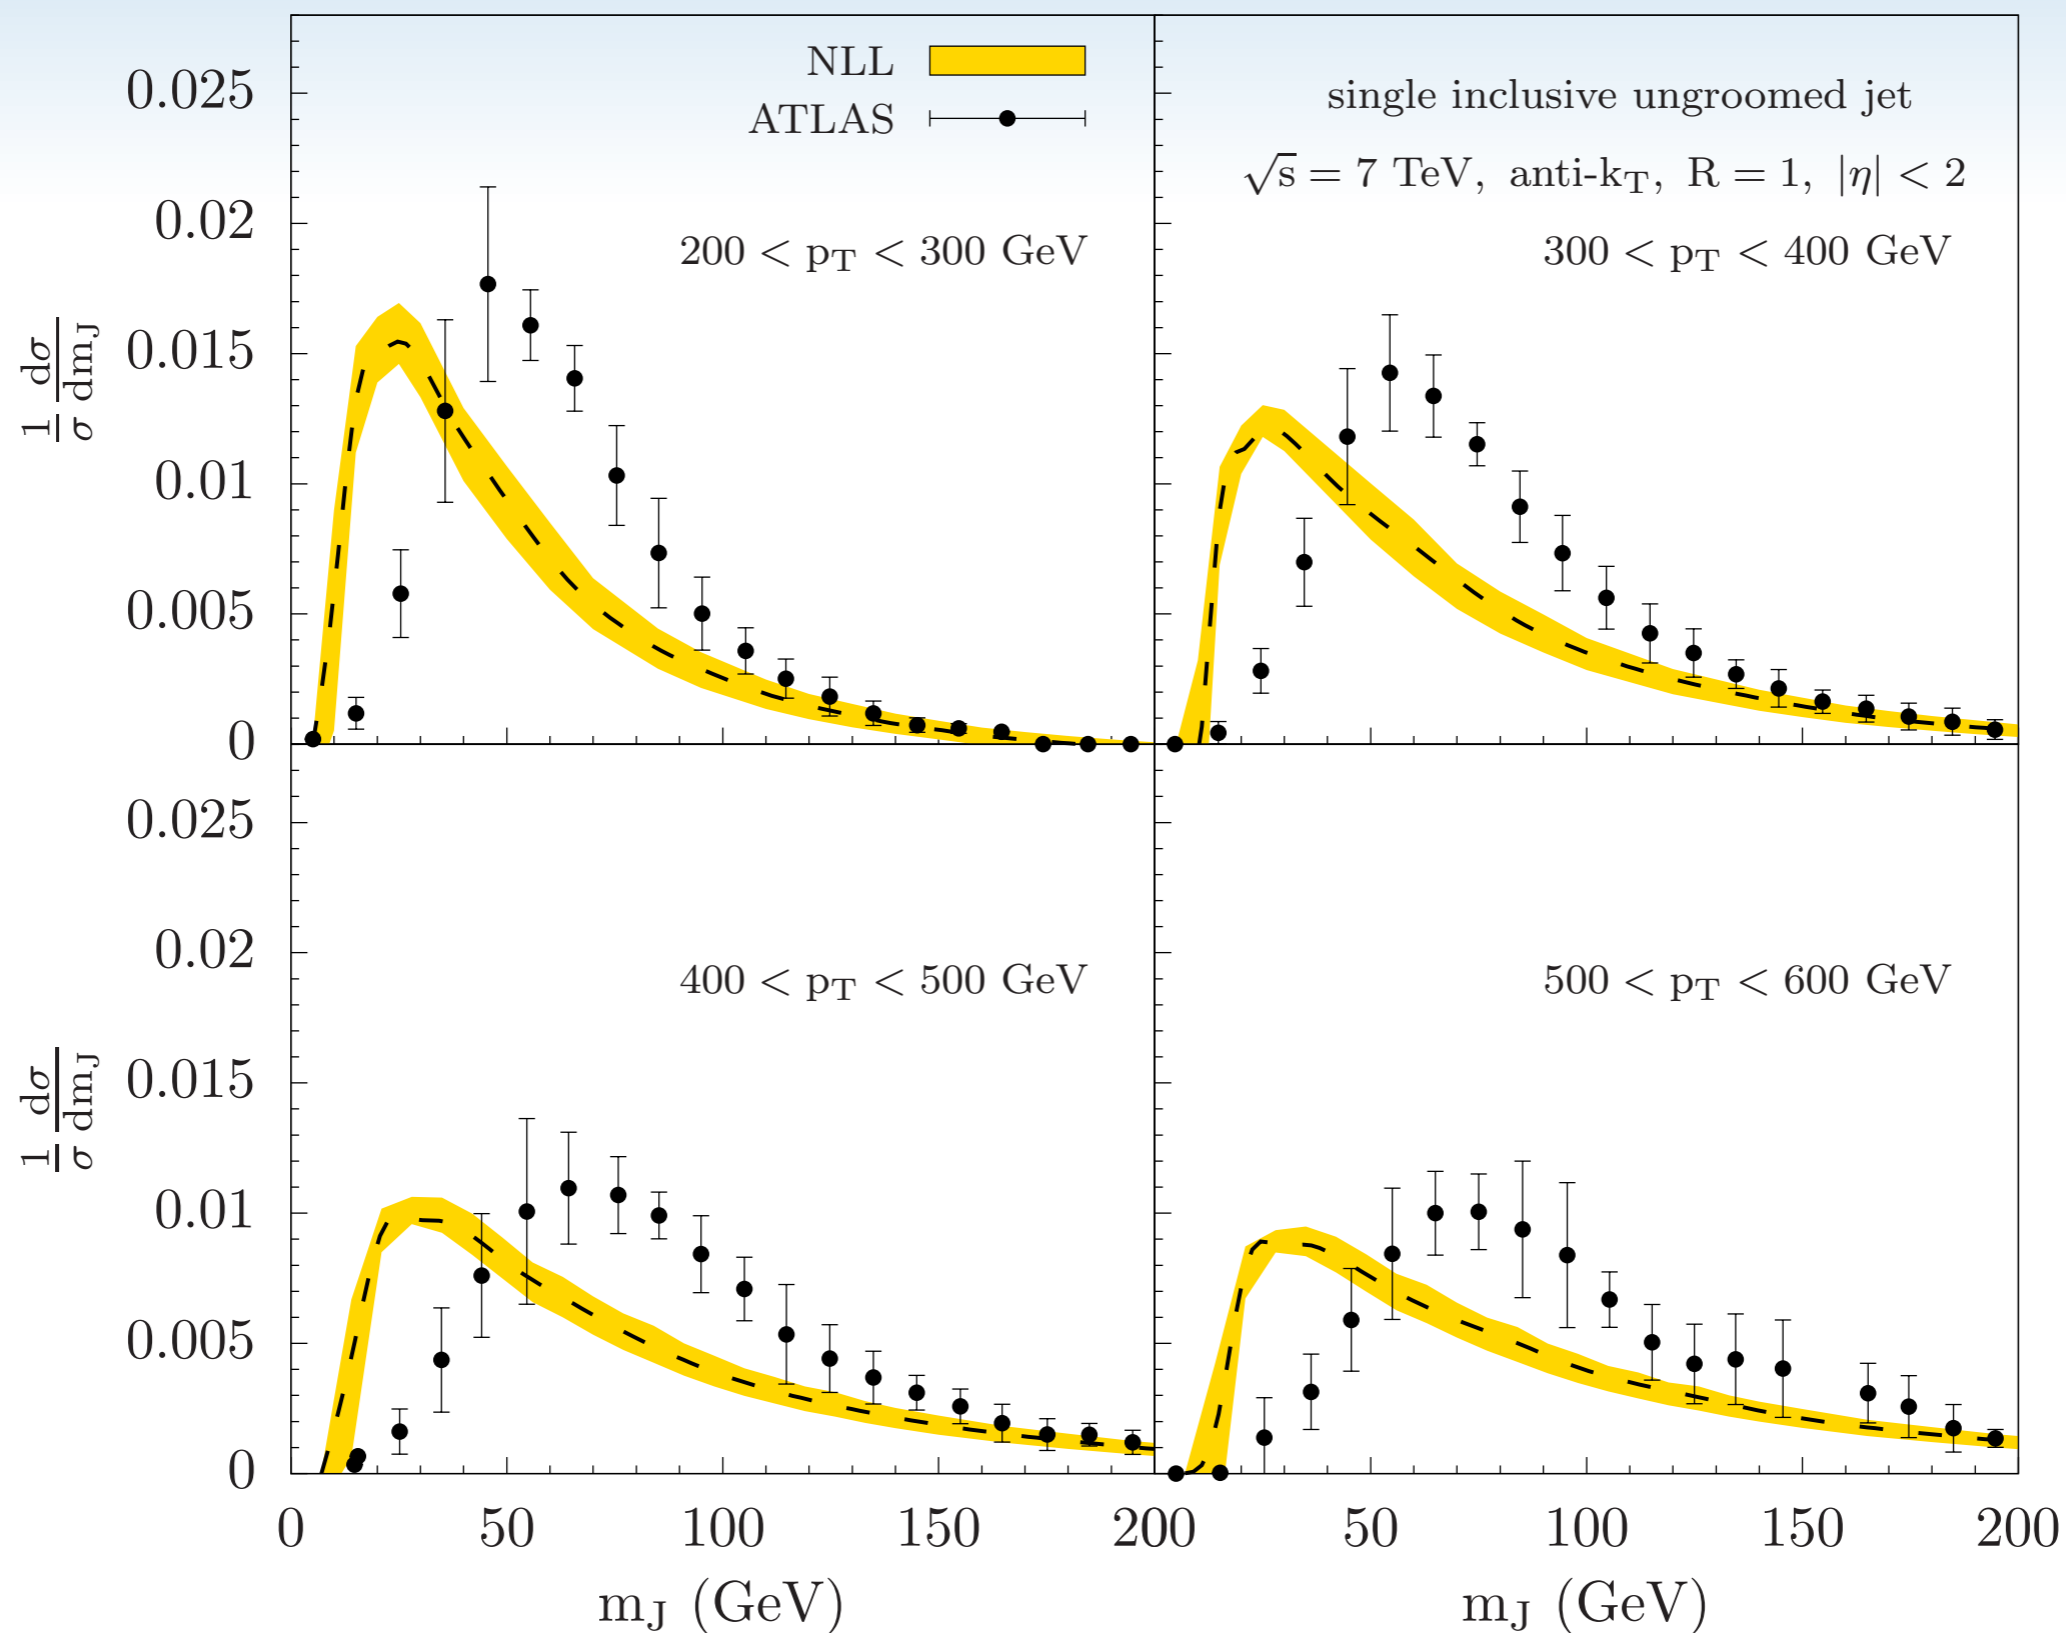 NLL
ATLAS
single inclusive ungroomed jet
√s = 7 TeV, anti-k_T, R = 1, |η| < 2
200 < p_T < 300 GeV
300 < p_T < 400 GeV
0.025
0.02
0.015
0.01
0.005
0
1/σ dσ/dm_J
400 < p_T < 500 GeV
500 < p_T < 600 GeV
0.025
0.02
0.015
0.01
0.005
0
1/σ dσ/dm_J
0 50 100 150 200 50 100 150 200
m_J (GeV) m_J (GeV)